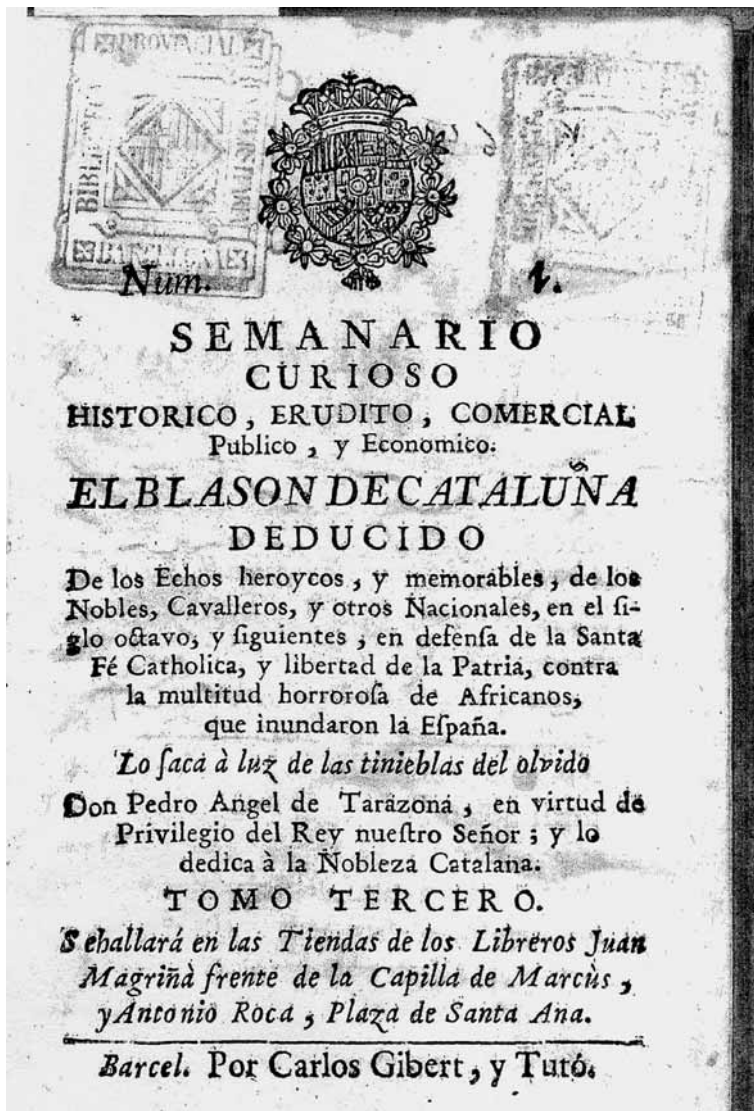 PROVINCIAL
BIBLIOTECA
BARCELONA
Num. 1.
SEMANARIO
CURIOSO
HISTORICO, ERUDITO, COMERCIAL
Publico, y Economico.
EL BLASON DE CATALUÑA
DEDUCIDO
De los Echos heroycos, y memorables, de los
Nobles, Cavalleros, y otros Nacionales, en el ſi-
glo octavo, y ſiguientes, en defenſa de la Santa
Fé Catholica, y libertad de la Patria, contra
la multitud horroroſa de Africanos,
que inundaron la Eſpaña.
Lo ſaca à luz de las tinieblas del olvido
Don Pedro Angel de Tarazona, en virtud de
Privilegio del Rey nueſtro Señor; y lo
dedica à la Nobleza Catalana.
TOMO TERCERO.
S ehallará en las Tiendas de los Libreros Juan
Magriñà frente de la Capilla de Marcùs,
y Antonio Roca, Plaza de Santa Ana.
Barcel. Por Carlos Gibert, y Tutó.